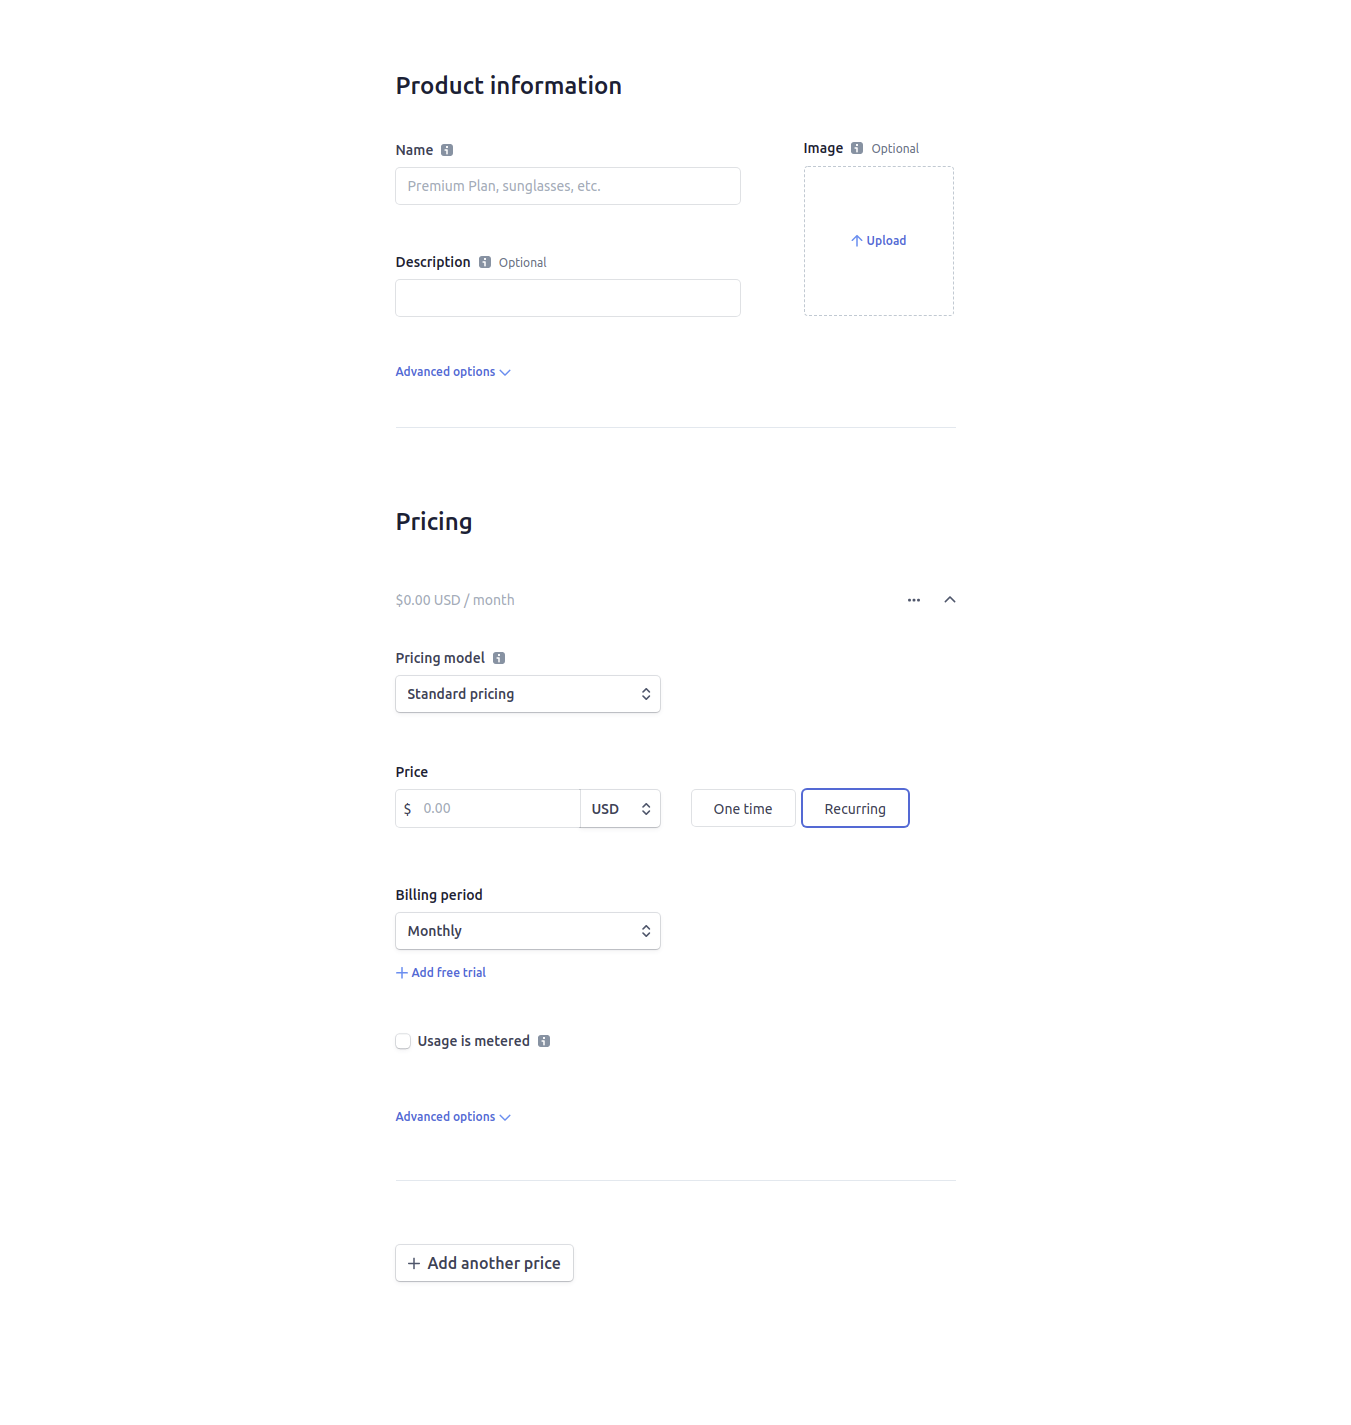 Product information
Name
Image Optional
Premium Plan, sunglasses, etc.
Upload
Description Optional
Advanced options
Pricing
$0.00 USD / month
Pricing model
Standard pricing
Price
$ 0.00 USD One time Recurring
Billing period
Monthly
+ Add free trial
Usage is metered
Advanced options
+ Add another price